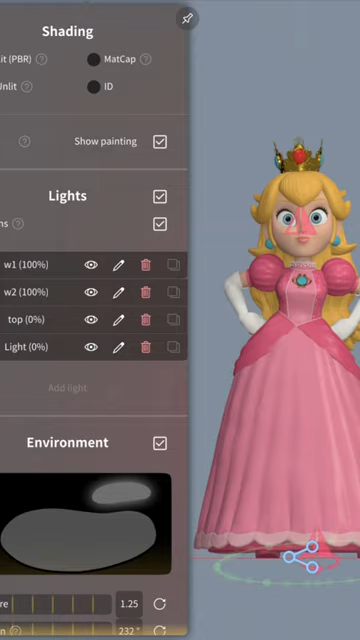 Shading
it (PBR) ?
MatCap ?
Unlit ?
ID
?
Show painting
Lights
ns ?
w1 (100%)
w2 (100%)
top (0%)
Light (0%)
Add light
Environment
re
1.25
n ?
232°